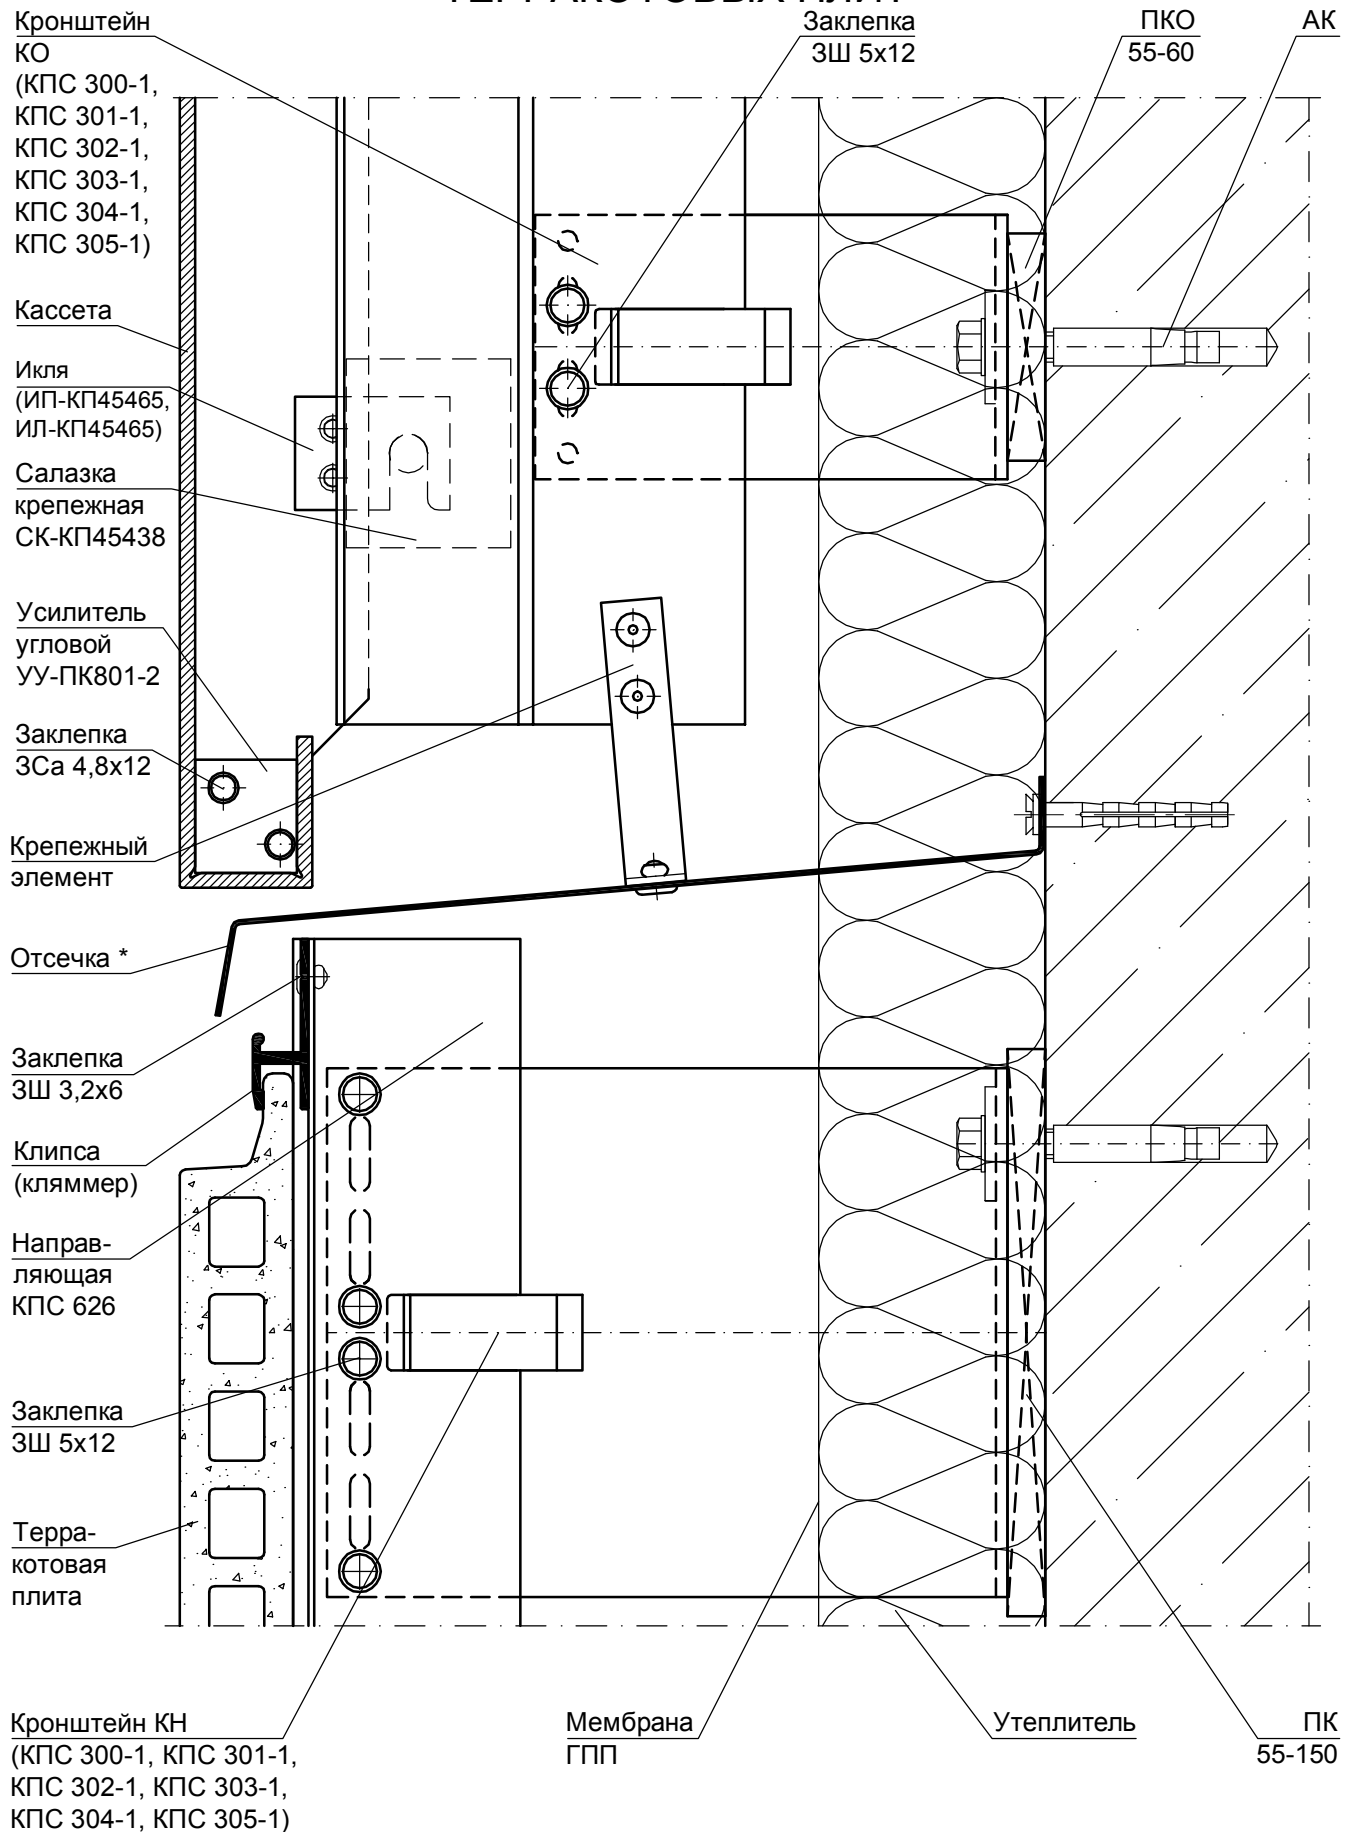 ТЕРРАКОТОВЫХ ПЛИТ
Кронштейн
КО
(КПС 300-1,
КПС 301-1,
КПС 302-1,
КПС 303-1,
КПС 304-1,
КПС 305-1)
Заклепка
ЗШ 5х12
ПКО
55-60
АК
Кассета
Икля
(ИП-КП45465,
ИЛ-КП45465)
Салазка
крепежная
СК-КП45438
Усилитель
угловой
УУ-ПК801-2
Заклепка
ЗСа 4,8х12
Крепежный
элемент
Отсечка *
Заклепка
ЗШ 3,2х6
Клипса
(кляммер)
Направ-
ляющая
КПС 626
Заклепка
ЗШ 5х12
Терра-
котовая
плита
Кронштейн КН
(КПС 300-1, КПС 301-1,
КПС 302-1, КПС 303-1,
КПС 304-1, КПС 305-1)
Мембрана
ГПП
Утеплитель
ПК
55-150